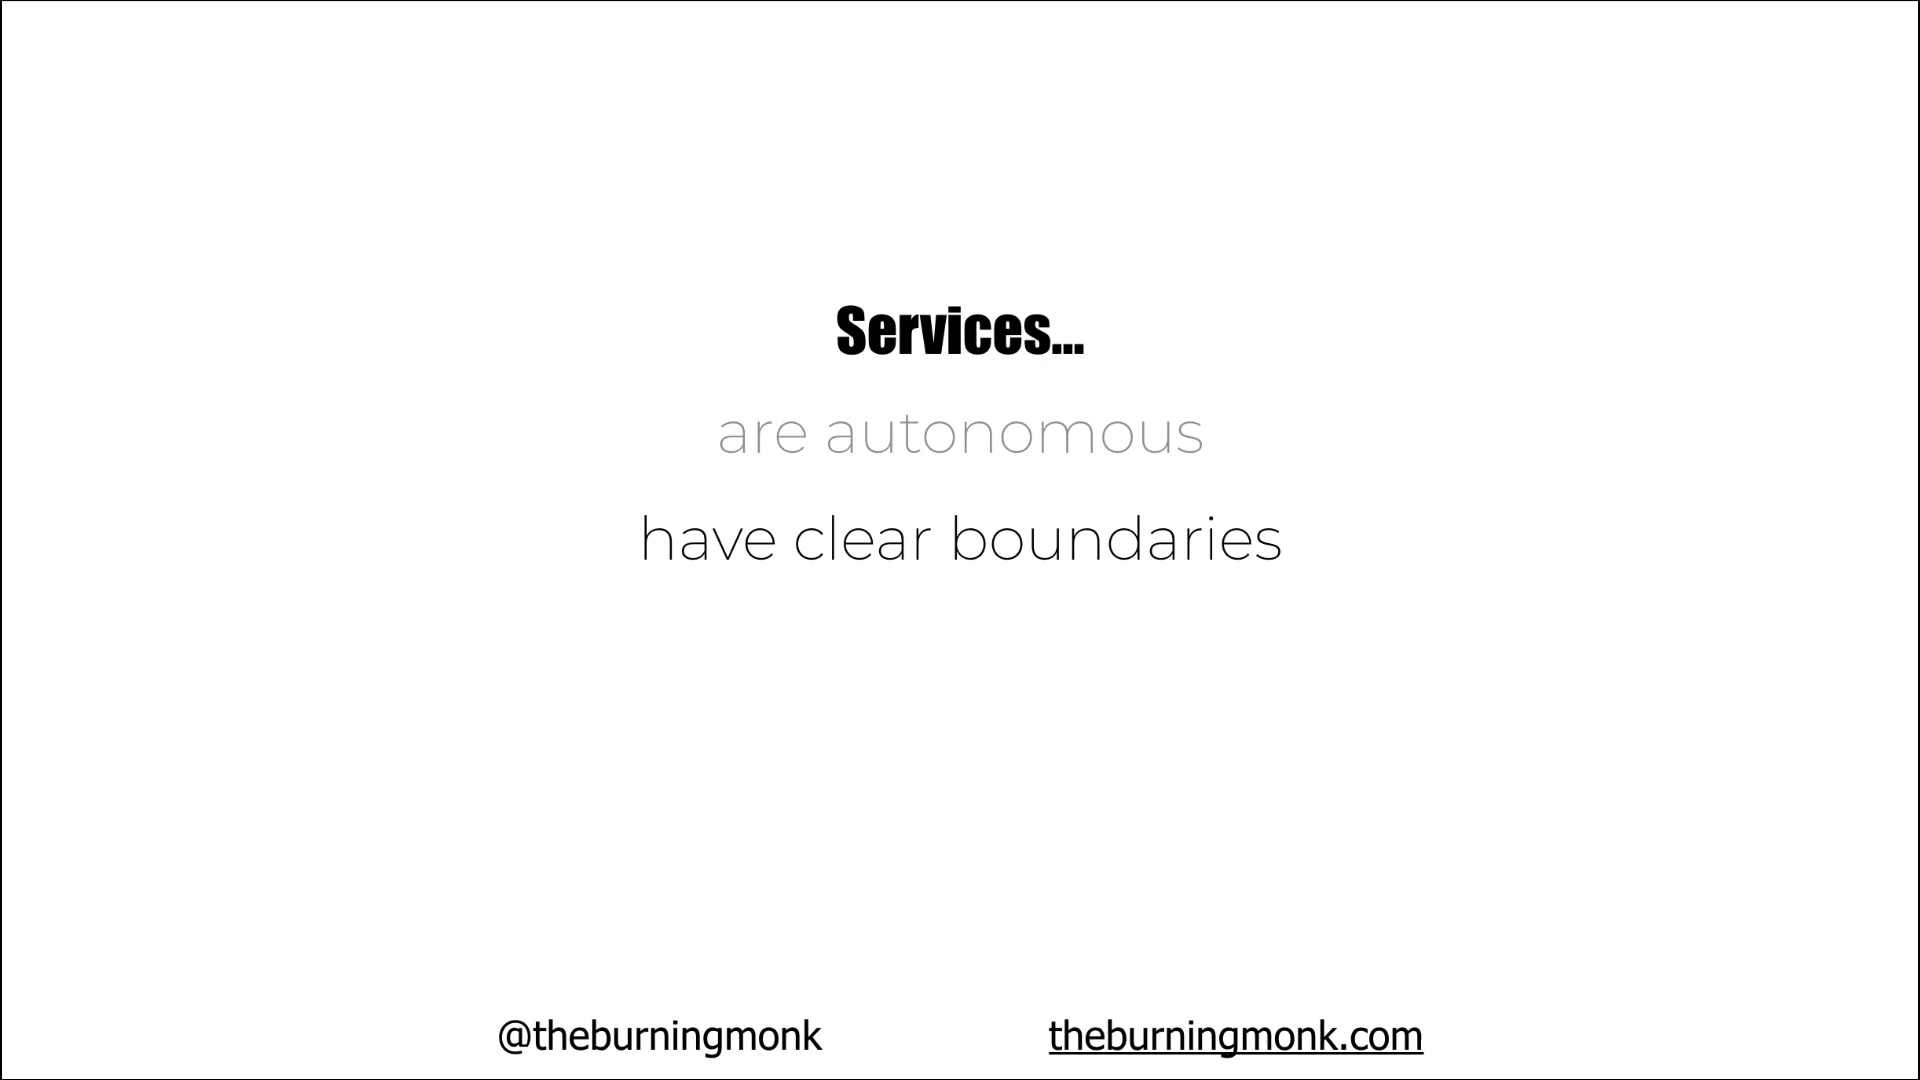 Services...
are autonomous
have clear boundaries
@theburningmonk
theburningmonk.com